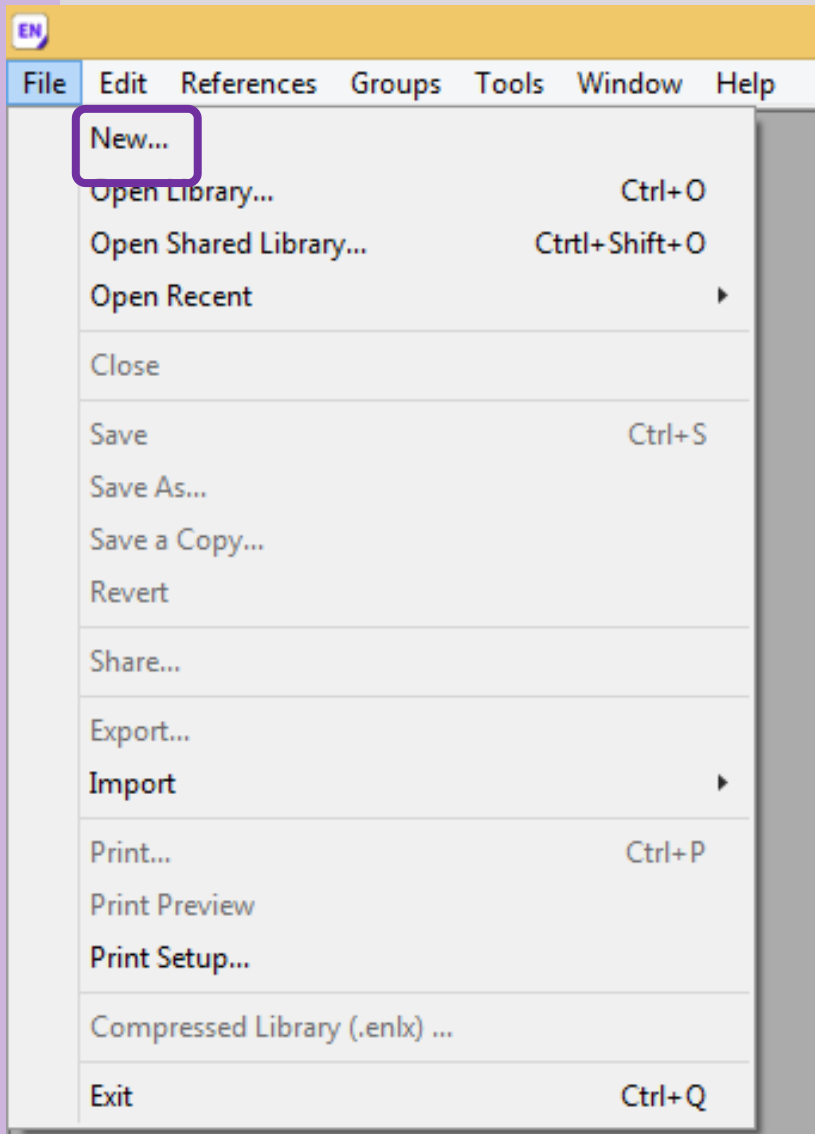 EN
File Edit References Groups Tools Window Help
New...
Open Library... Ctrl+O
Open Shared Library... Ctrtl+Shift+O
Open Recent
Close
Save Ctrl+S
Save As...
Save a Copy...
Revert
Share...
Export...
Import
Print... Ctrl+P
Print Preview
Print Setup...
Compressed Library (.enlx) ...
Exit Ctrl+Q